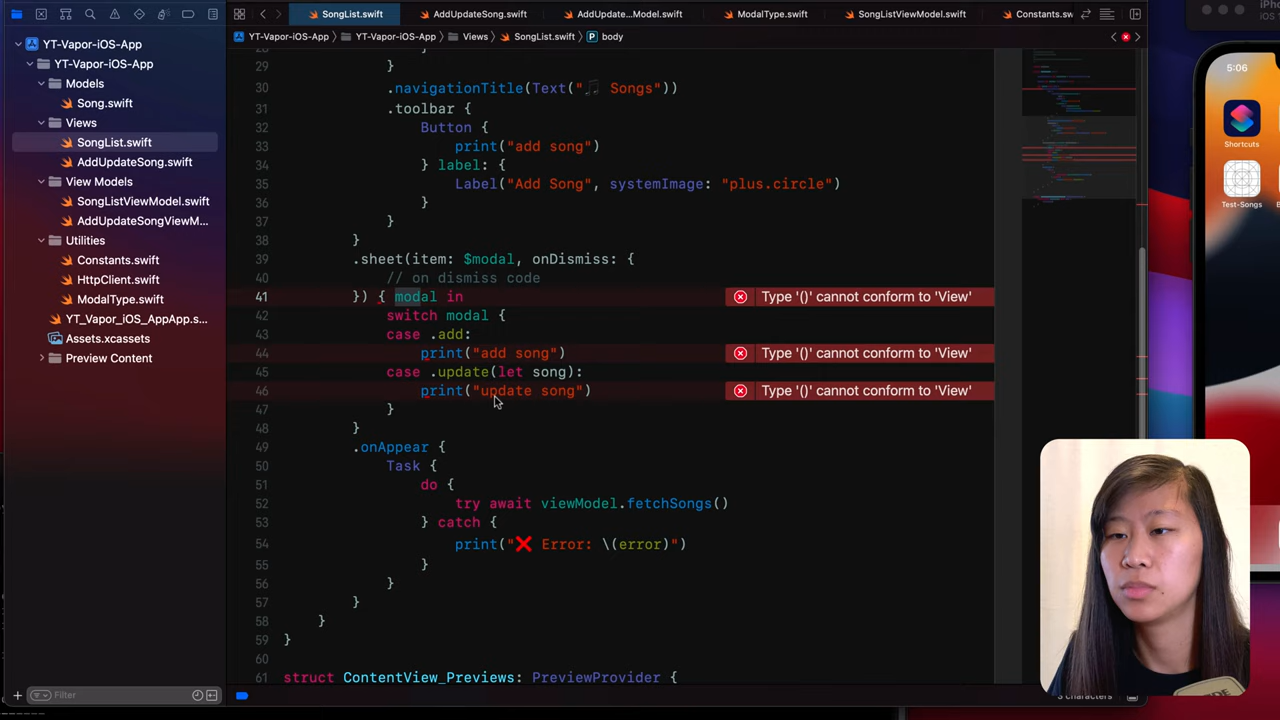 SongList.swift
AddUpdateSong.swift
AddUpdate...Model.swift
ModalType.swift
SongListViewModel.swift
Constants.sw
YT-Vapor-iOS-App
YT-Vapor-iOS-App
Views
SongList.swift
P
body
YT-Vapor-iOS-App
YT-Vapor-iOS-App
Models
Song.swift
Views
SongList.swift
AddUpdateSong.swift
View Models
SongListViewModel.swift
AddUpdateSongViewM...
Utilities
Constants.swift
HttpClient.swift
ModalType.swift
YT_Vapor_iOS_AppApp.s...
Assets.xcassets
Preview Content
Filter
29 }
30 .navigationTitle(Text("🎵 Songs"))
31 .toolbar {
32 Button {
33 print("add song")
34 } label: {
35 Label("Add Song", systemImage: "plus.circle")
36 }
37 }
38 }
39 .sheet(item: $modal, onDismiss: {
40 // on dismiss code
41 }) { modal in Type '()' cannot conform to 'View'
42 switch modal {
43 case .add:
44 print("add song") Type '()' cannot conform to 'View'
45 case .update(let song):
46 print("update song") Type '()' cannot conform to 'View'
47 }
48 }
49 .onAppear {
50 Task {
51 do {
52 try await viewModel.fetchSongs()
53 } catch {
54 print("❌ Error: \(error)")
55 }
56 }
57 }
58 }
59 }
60
61 struct ContentView_Previews: PreviewProvider {
5:06
Shortcuts
Test-Songs